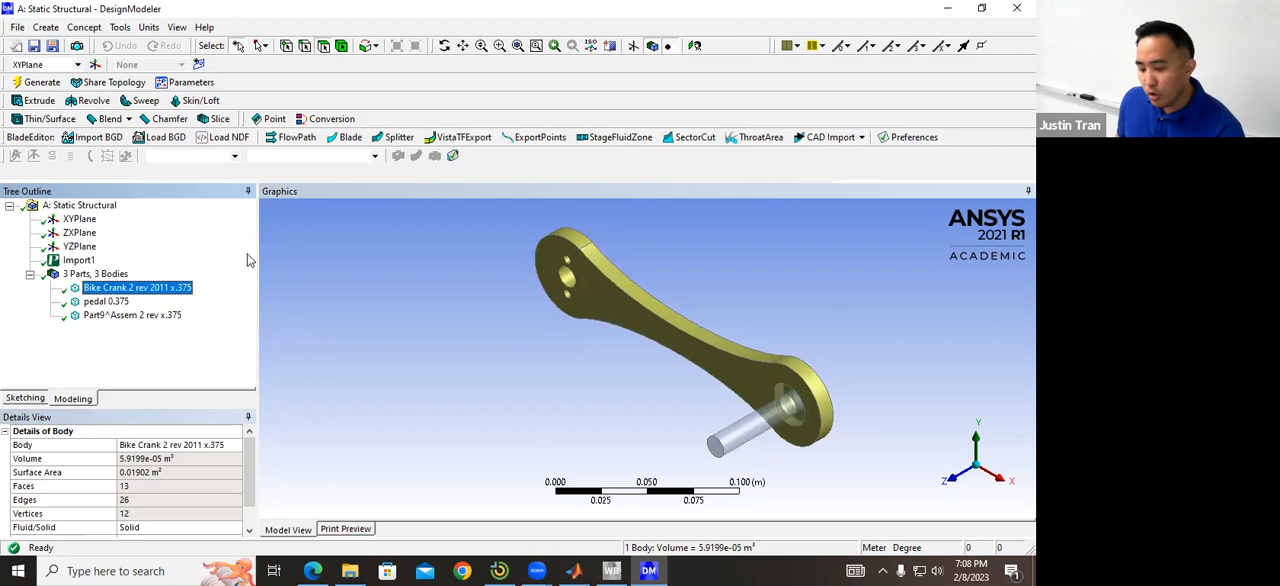 A: Static Structural - DesignModeler
File Create Concept Tools Units View Help
Undo Redo Select:
XYPlane None
Generate Share Topology Parameters
Extrude Revolve Sweep Skin/Loft
Thin/Surface Blend Chamfer Slice Point Conversion
BladeEditor: Import BGD Load BGD Load NDF FlowPath Blade Splitter VistaTFExport ExportPoints StageFluidZone SectorCut ThroatArea CAD Import Preferences
Tree Outline
A: Static Structural
XYPlane
ZXPlane
YZPlane
Import1
3 Parts, 3 Bodies
Bike Crank 2 rev 2011 x.375
pedal 0.375
Part9^Assem 2 rev x.375
Sketching Modeling
Details View
Details of Body
Body Bike Crank 2 rev 2011 x.375
Volume 5.9199e-05 m³
Surface Area 0.01902 m²
Faces 13
Edges 26
Vertices 12
Fluid/Solid Solid
Graphics
ANSYS
2021 R1
ACADEMIC
0.000 0.050 0.100 (m)
0.025 0.075
Y
Z X
Model View Print Preview
Ready 1 Body: Volume = 5.9199e-05 m³ Meter Degree 0 0
Type here to search
WB DM
7:08 PM
2/8/2023
Justin Tran